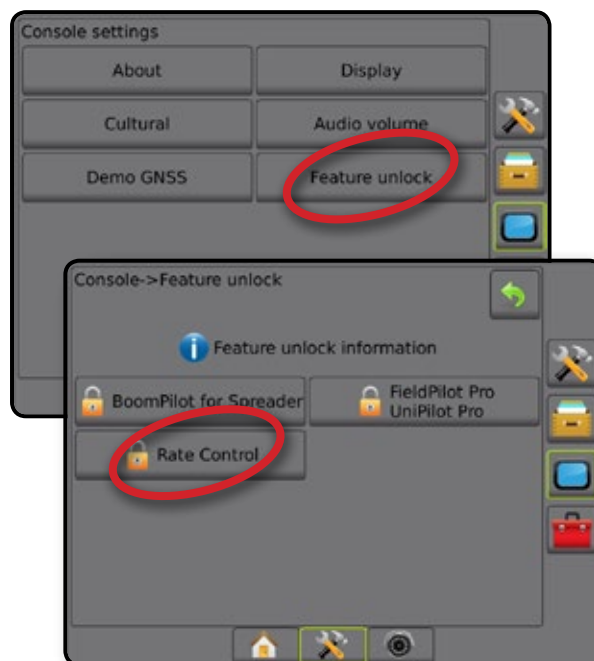 Console settings
About
Display
Cultural
Audio volume
Demo GNSS
Feature unlock
Console->Feature unlock
Feature unlock information
BoomPilot for Spreader
FieldPilot Pro
UniPilot Pro
Rate Control